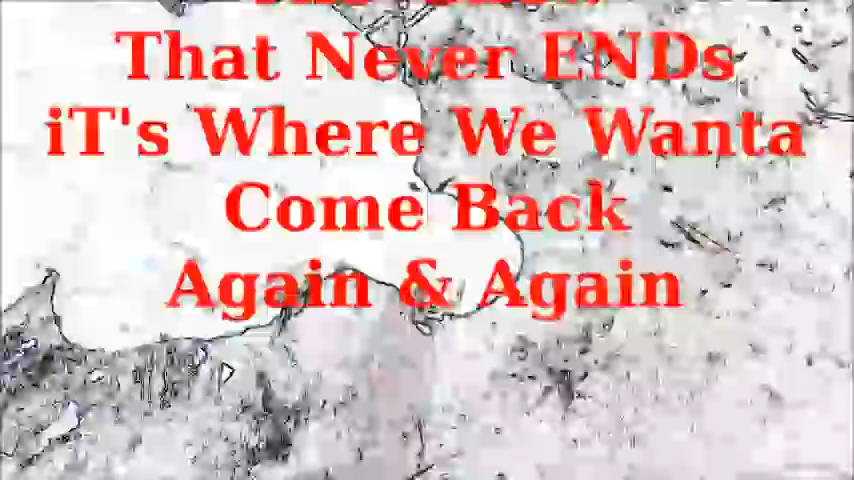 That Never ENDs
iT's Where We Wanta
Come Back
Again & Again